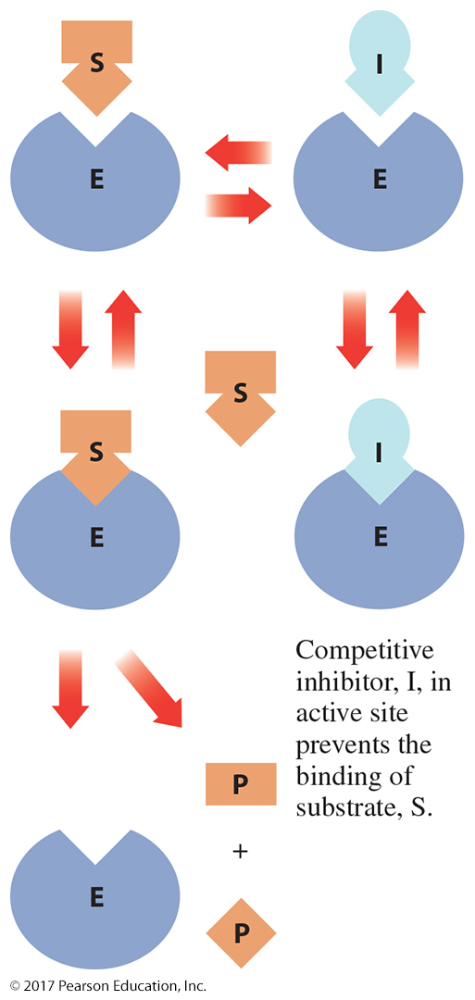 S
I
E
E
S
S
I
E
E
Competitive
inhibitor, I, in
active site
prevents the
binding of
substrate, S.
P
+
E
P
© 2017 Pearson Education, Inc.